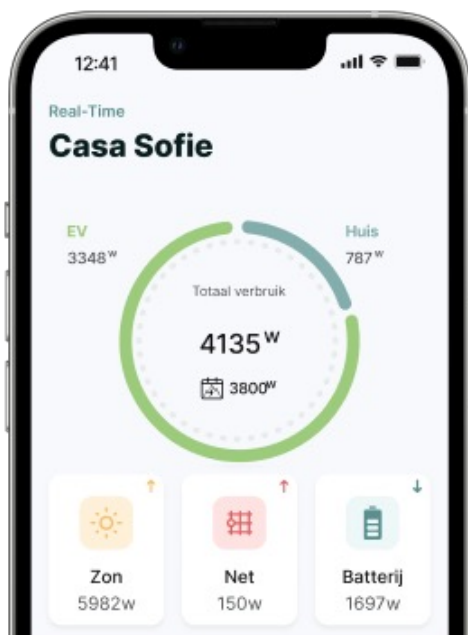 12:41
Real-Time
Casa Sofie
EV
3348W
Huis
787W
Totaal verbruik
4135W
3800W
↑
↑
↓
Zon
Net
Batterij
5982w
150w
1697w